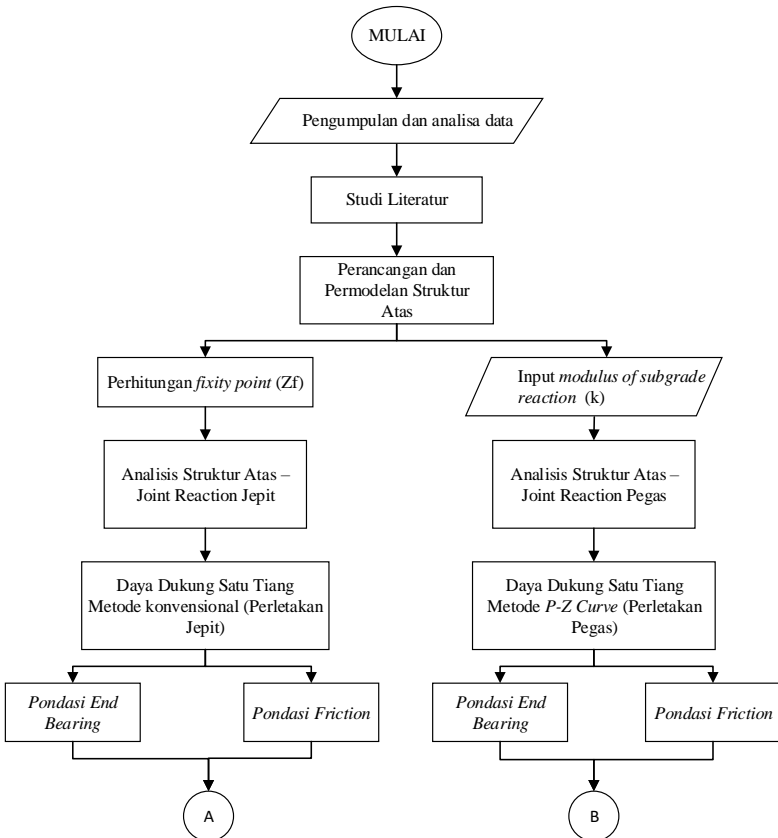 MULAI
Pengumpulan dan analisa data
Studi Literatur
Perancangan dan
Permodelan Struktur
Atas
Perhitungan fixity point (Zf)
Input modulus of subgrade
reaction (k)
Analisis Struktur Atas –
Joint Reaction Jepit
Analisis Struktur Atas –
Joint Reaction Pegas
Daya Dukung Satu Tiang
Metode konvensional (Perletakan
Jepit)
Daya Dukung Satu Tiang
Metode P-Z Curve (Perletakan
Pegas)
Pondasi End
Bearing
Pondasi Friction
Pondasi End
Bearing
Pondasi Friction
A
B